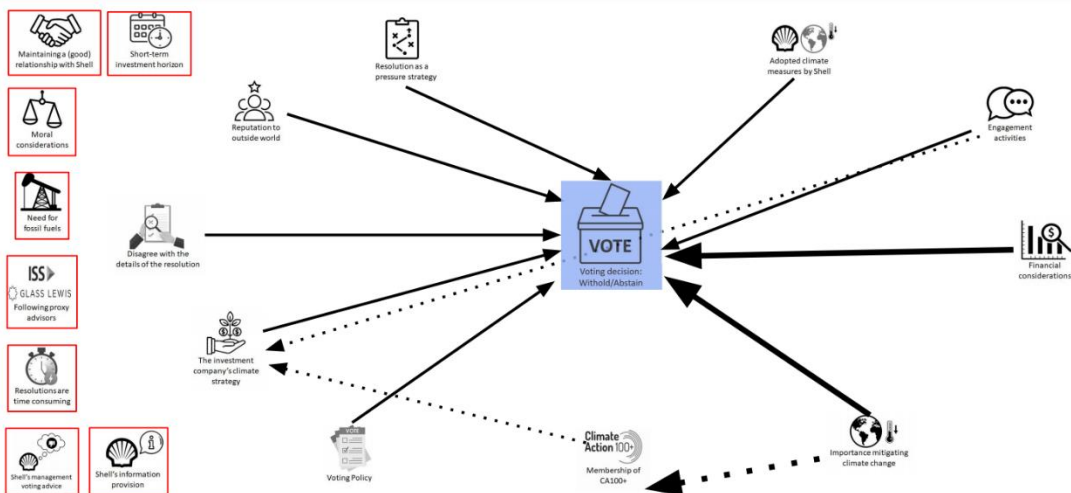 Maintaining a (good)
relationship with Shell
Short-term
investment horizon
Resolution as a
pressure strategy
Adopted climate
measures by Shell
Moral
considerations
Reputation to
outside world
Engagement
activities
Need for
fossil fuels
VOTE
Voting decision:
Withold/Abstain
Disagree with the
details of the resolution
Financial
considerations
ISS
GLASS LEWIS
Following proxy
advisors
The investment
company's climate
strategy
Resolutions are
time consuming
VOTE
Voting Policy
Climate
Action 100+
Membership of
CA100+
Importance mitigating
climate change
Shell's management
voting advice
Shell's information
provision